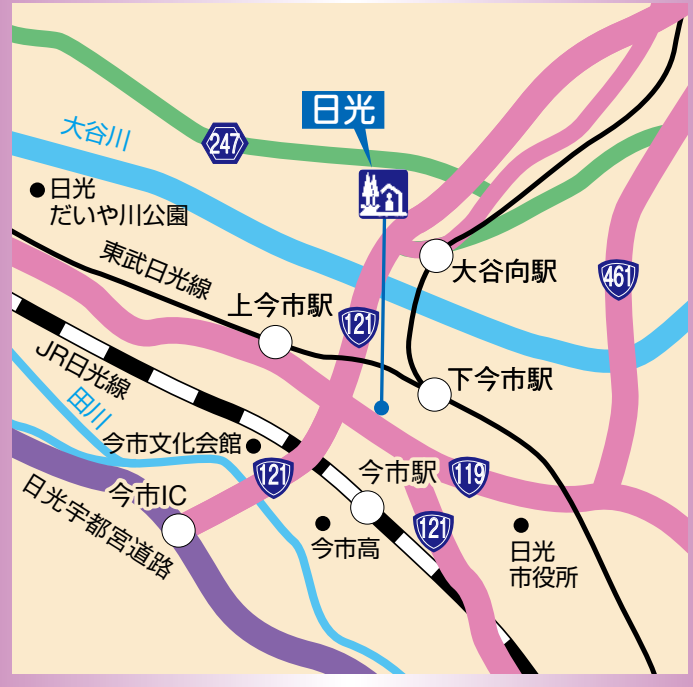 日光
247
大谷川
日光
だいや川公園
東武日光線
大谷向駅
461
上今市駅
121
JR日光線
下今市駅
田川
今市文化会館
121
今市駅
119
今市IC
日光宇都宮道路
121
今市高
日光
市役所